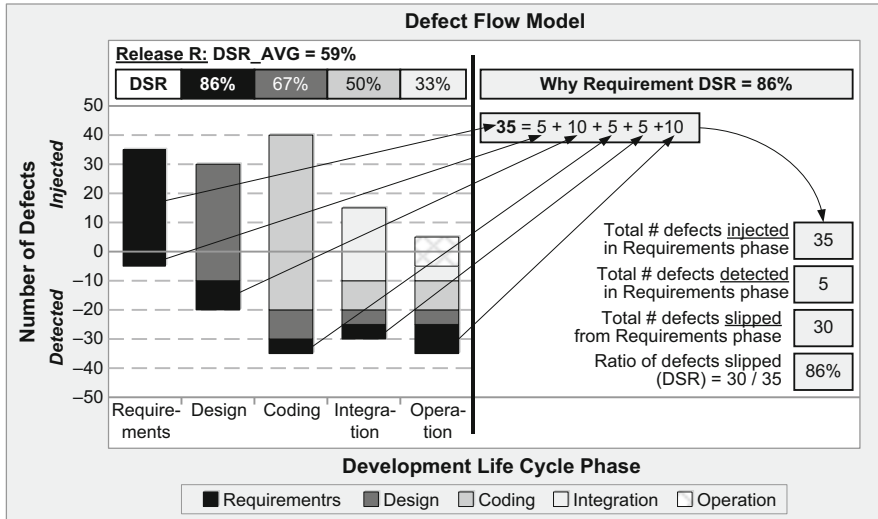 Defect Flow Model
Release R: DSR_AVG = 59%
DSR 86% 67% 50% 33%
Why Requirement DSR = 86%
35 = 5 + 10 + 5 + 5 +10
Number of Defects
Injected
Detected
50
40
30
20
10
0
–10
–20
–30
–40
–50
Total # defects injected
in Requirements phase
35
Total # defects detected
in Requirements phase
5
Total # defects slipped
from Requirements phase
30
Ratio of defects slipped
(DSR) = 30 / 35
86%
Require-
ments
Design
Coding
Integra-
tion
Opera-
tion
Development Life Cycle Phase
Requirementrs Design Coding Integration Operation